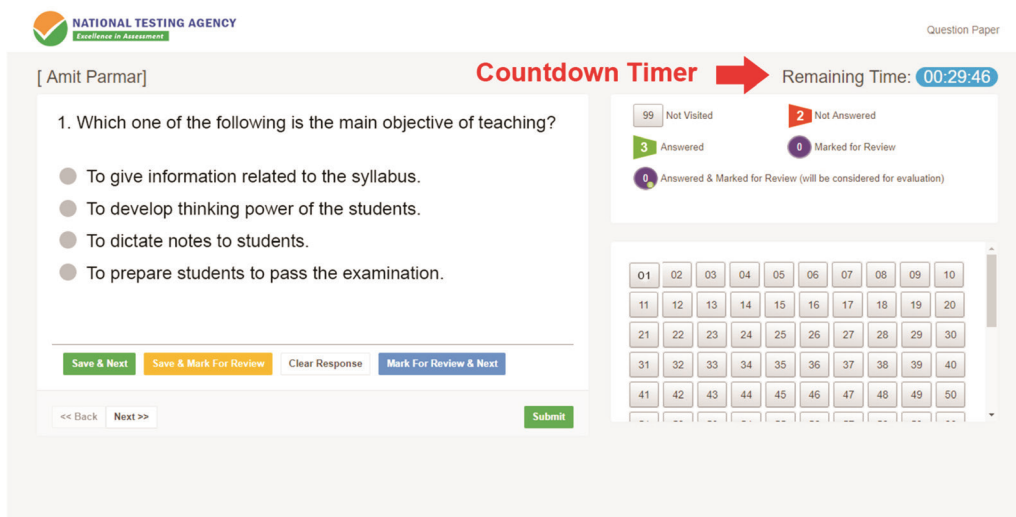 NATIONAL TESTING AGENCY
Excellence in Assessment
Question Paper
[ Amit Parmar]
Countdown Timer
Remaining Time: 00:29:46
1. Which one of the following is the main objective of teaching?
To give information related to the syllabus.
To develop thinking power of the students.
To dictate notes to students.
To prepare students to pass the examination.
Save & Next Save & Mark For Review Clear Response Mark For Review & Next
<< Back Next >> Submit
99 Not Visited 2 Not Answered
3 Answered 0 Marked for Review
0 Answered & Marked for Review (will be considered for evaluation)
01 02 03 04 05 06 07 08 09 10
11 12 13 14 15 16 17 18 19 20
21 22 23 24 25 26 27 28 29 30
31 32 33 34 35 36 37 38 39 40
41 42 43 44 45 46 47 48 49 50